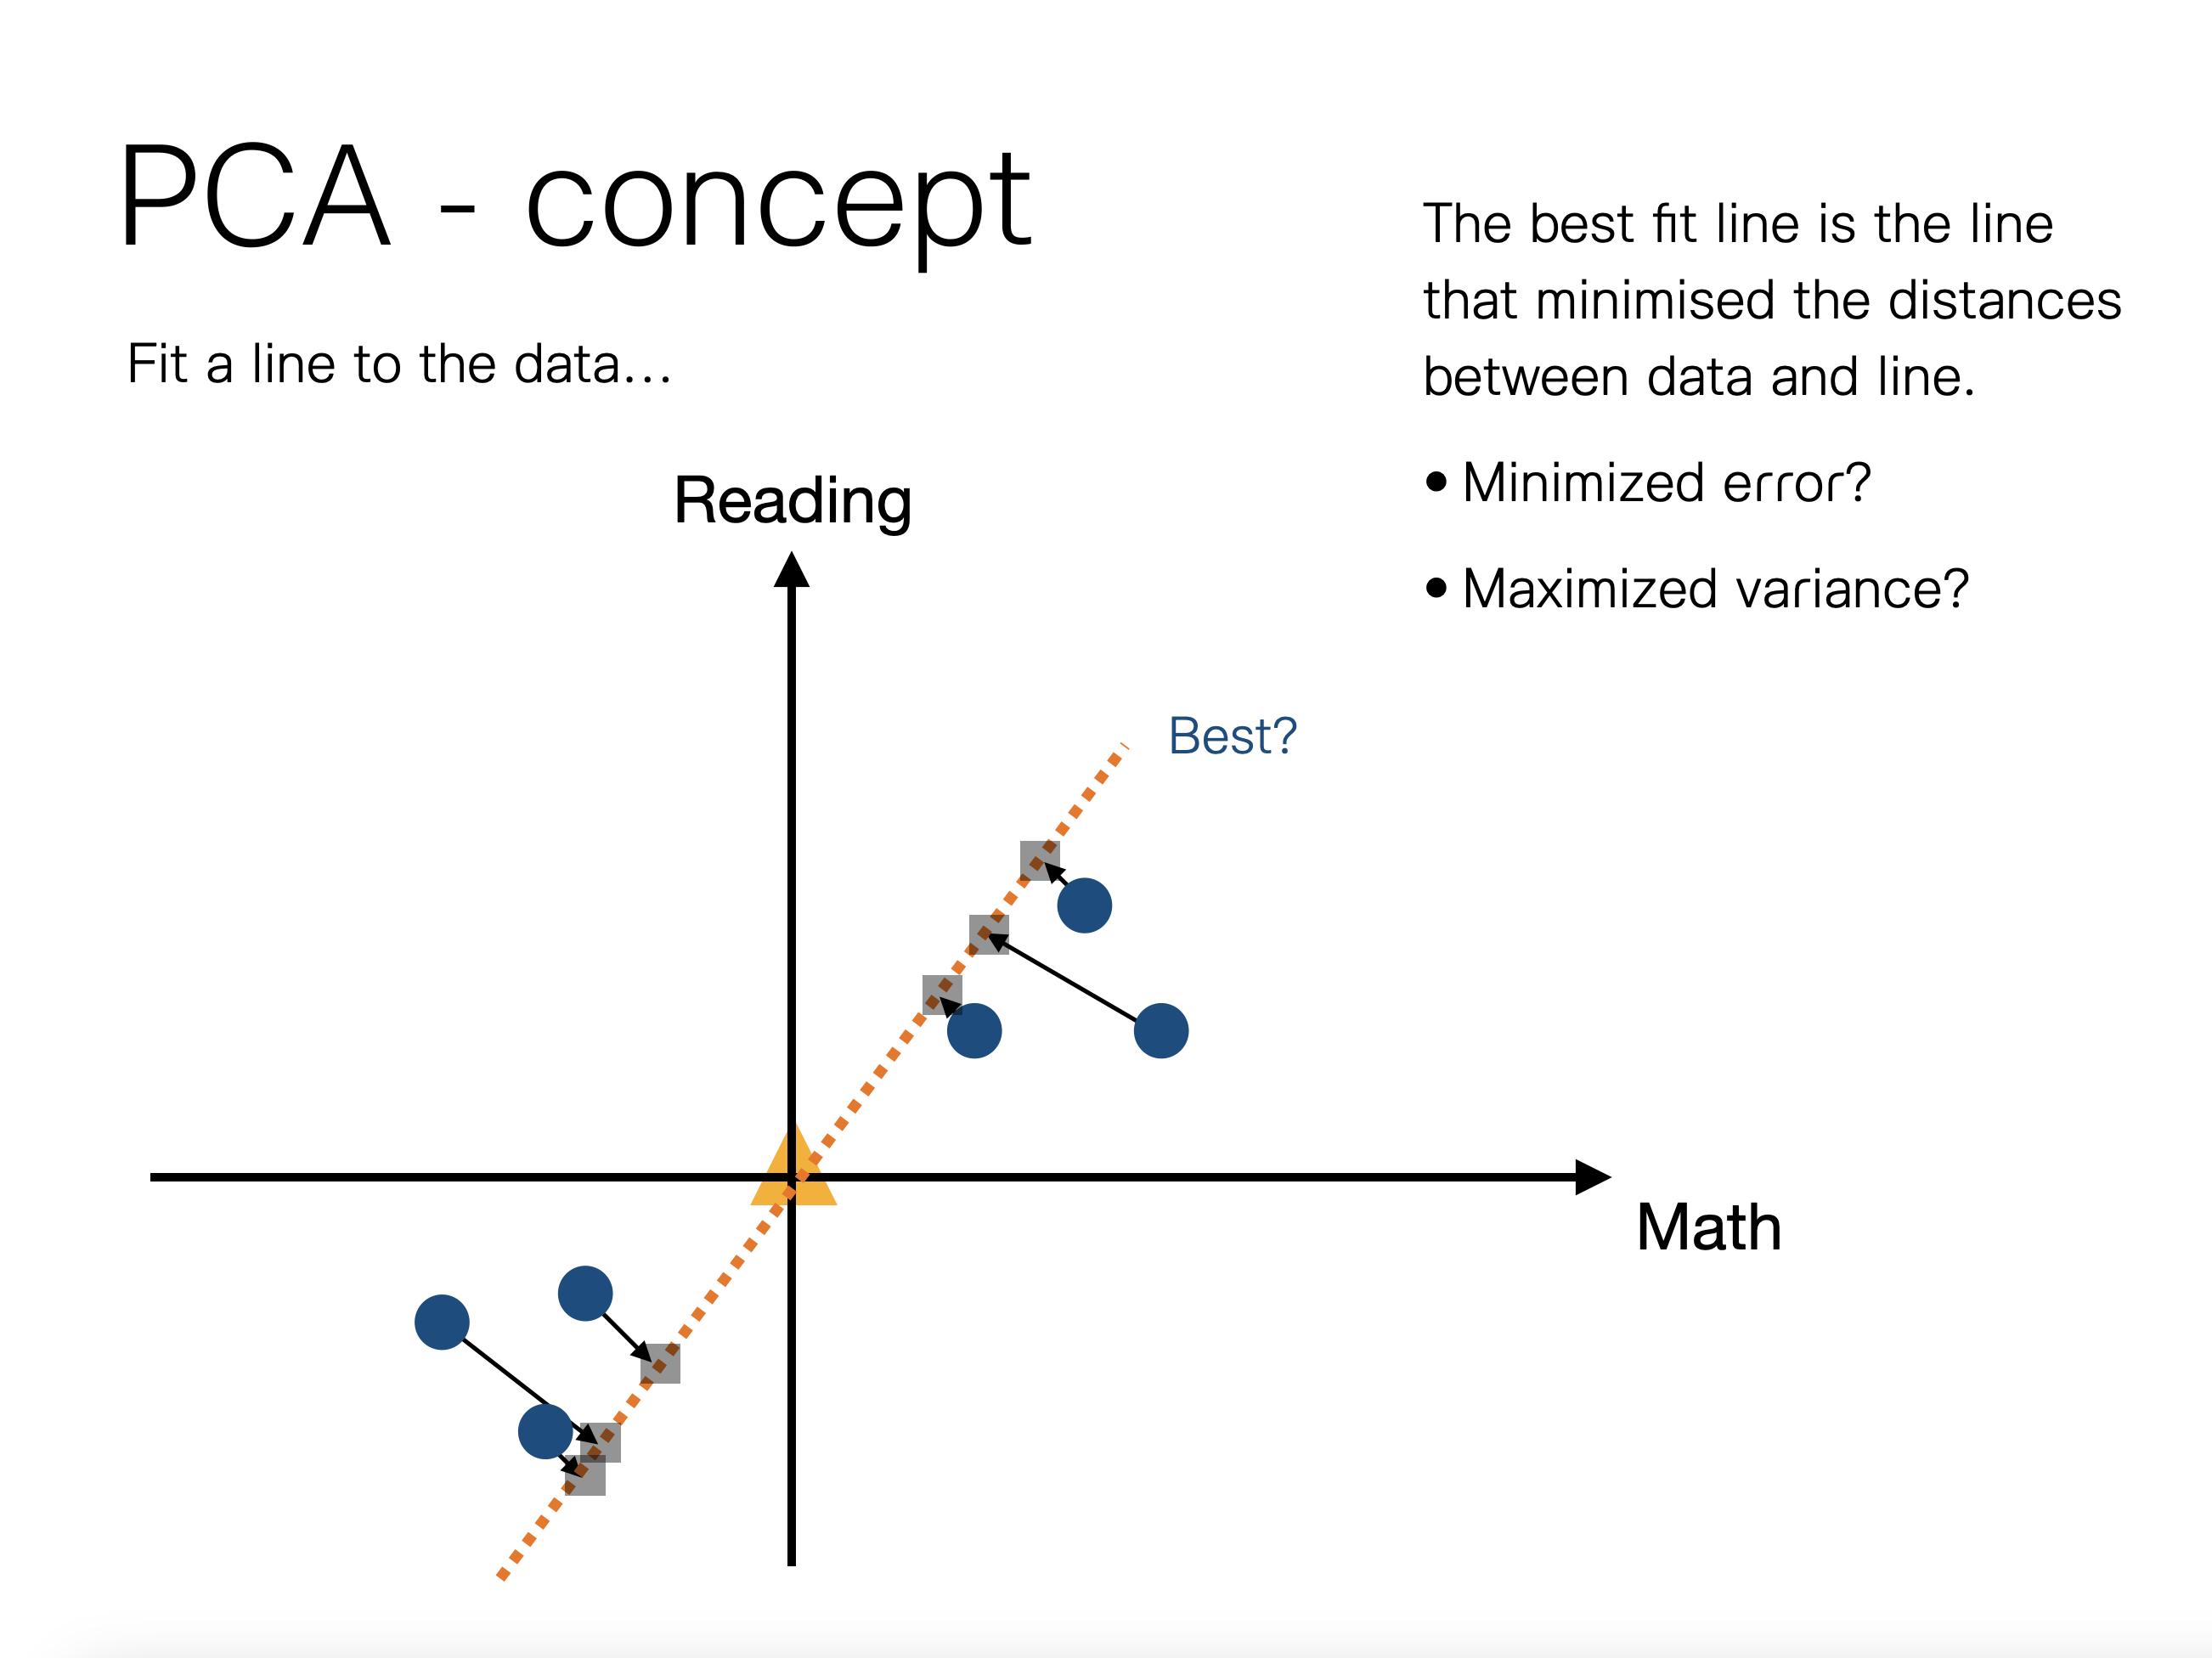 PCA - concept
Fit a line to the data...
The best fit line is the line
that minimised the distances
between data and line.
• Minimized error?
• Maximized variance?
Reading
Best?
Math